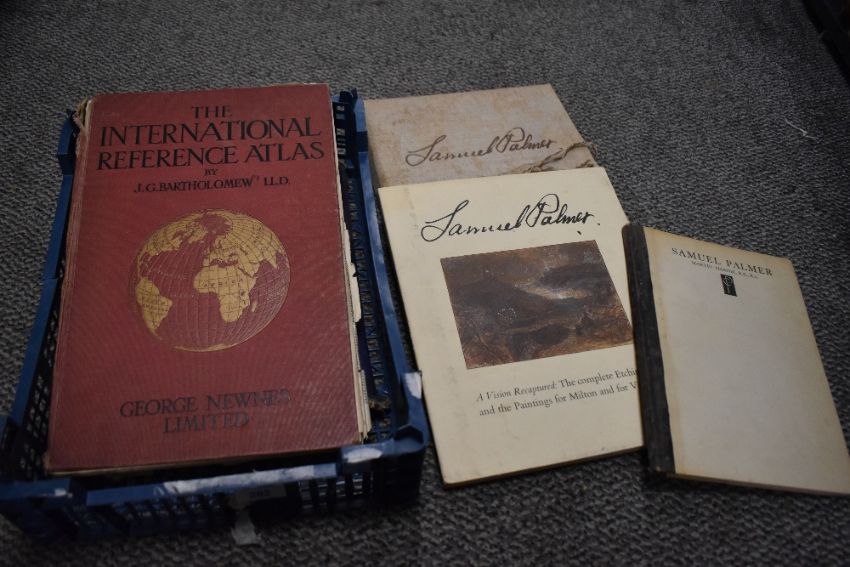 THE
INTERNATIONAL
REFERENCE ATLAS
BY
J.G. BARTHOLOMEW LL.D.
GEORGE NEWNES
LIMITED
Samuel Palmer
Samuel Palmer.
A Vision Recaptured: The complete Etchin
and the Paintings for Milton and for V
SAMUEL PALMER